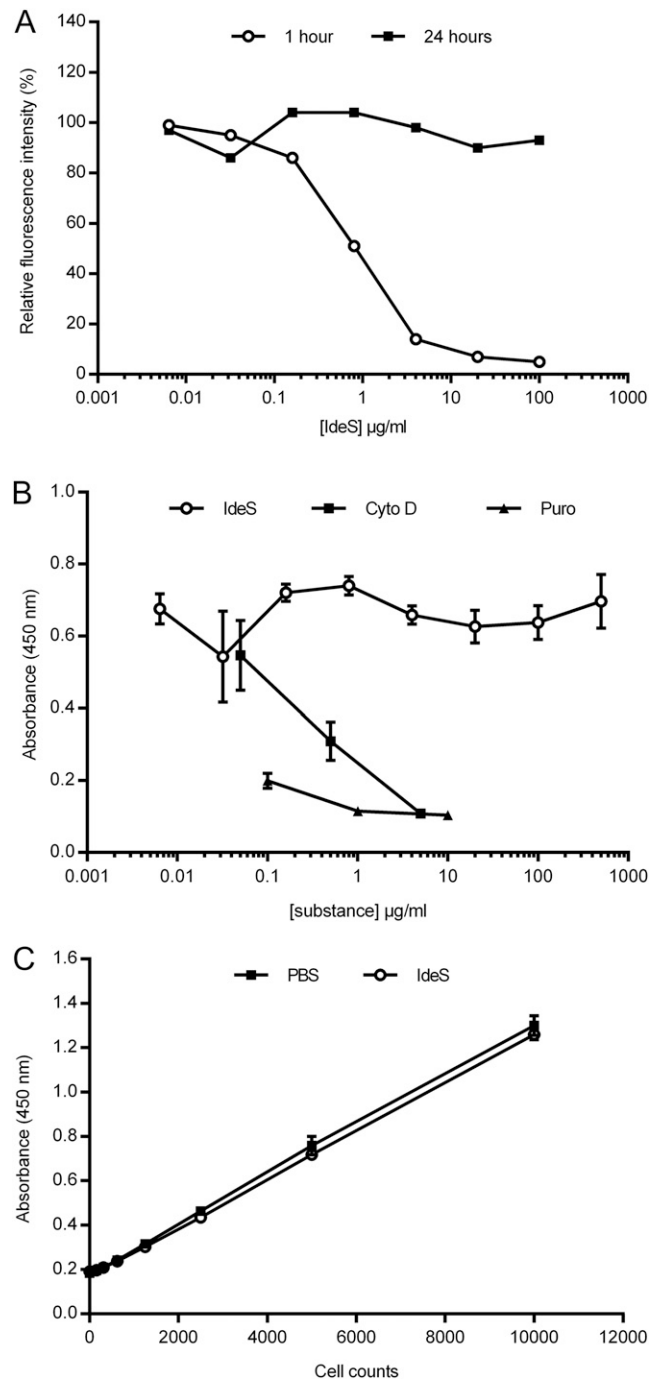 A
1 hour 24 hours
Relative fluorescence intensity (%)
140
120
100
80
60
40
20
0
0.001 0.01 0.1 1 10 100 1000
[IdeS] µg/ml
B
IdeS Cyto D Puro
Absorbance (450 nm)
1.0
0.8
0.6
0.4
0.2
0.0
0.001 0.01 0.1 1 10 100 1000
[substance] µg/ml
C
PBS IdeS
Absorbance (450 nm)
1.6
1.4
1.2
1.0
0.8
0.6
0.4
0.2
0.0
0 2000 4000 6000 8000 10000 12000
Cell counts